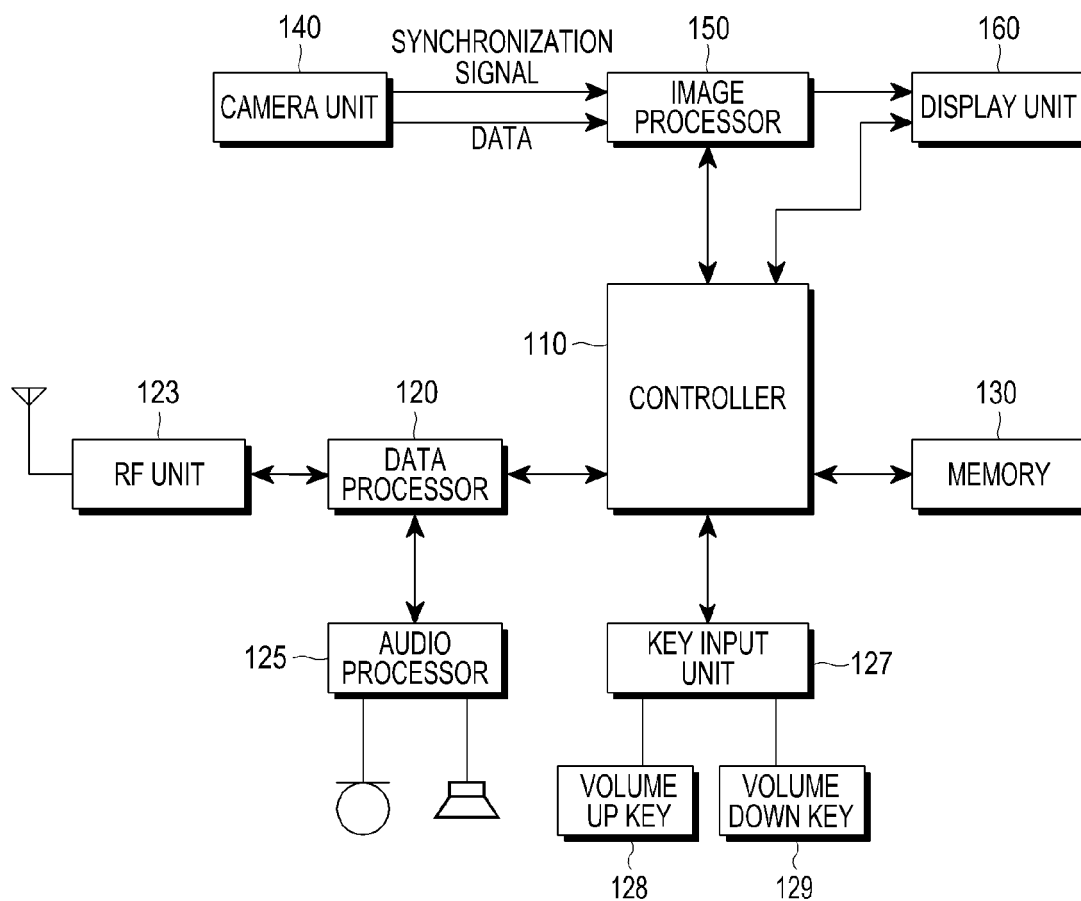 140
SYNCHRONIZATION
SIGNAL
150
160
CAMERA UNIT
IMAGE
PROCESSOR
DISPLAY UNIT
DATA
110
CONTROLLER
123
120
130
RF UNIT
DATA
PROCESSOR
MEMORY
125
AUDIO
PROCESSOR
KEY INPUT
UNIT
127
VOLUME
UP KEY
VOLUME
DOWN KEY
128
129